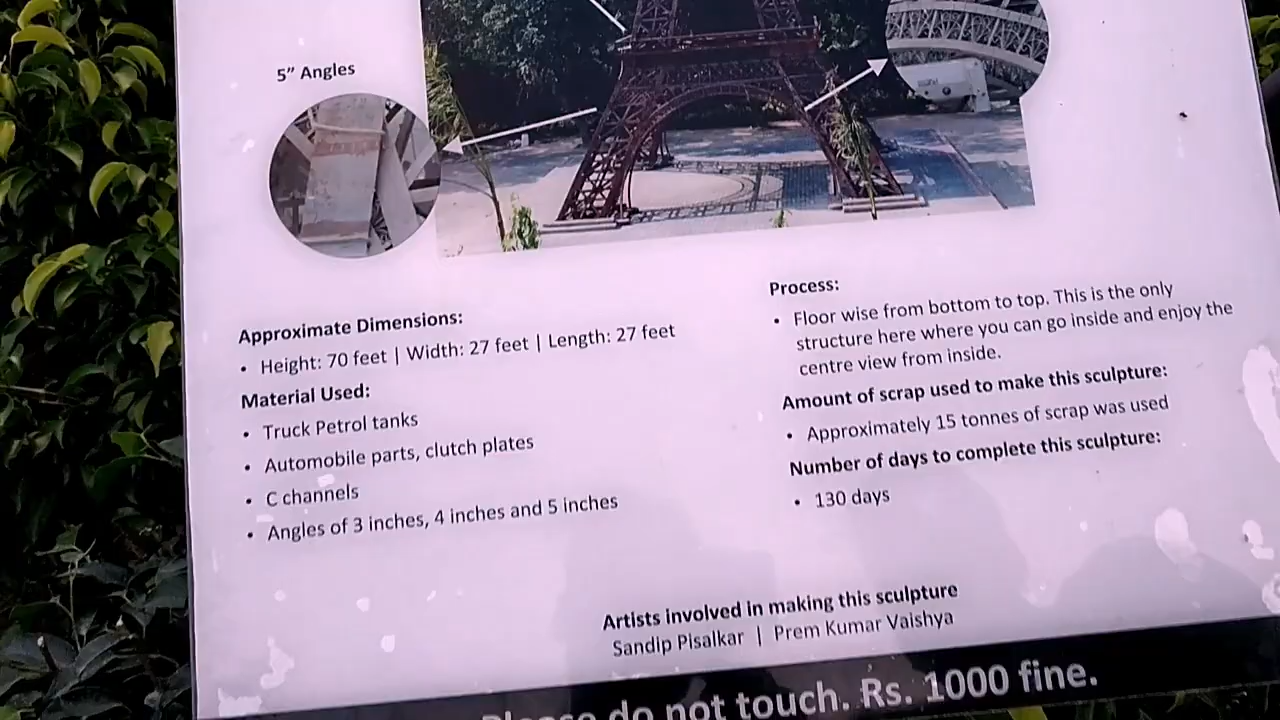 5” Angles
Approximate Dimensions:
• Height: 70 feet | Width: 27 feet | Length: 27 feet
Material Used:
• Truck Petrol tanks
• Automobile parts, clutch plates
• C channels
• Angles of 3 inches, 4 inches and 5 inches
Process:
• Floor wise from bottom to top. This is the only
structure here where you can go inside and enjoy the
centre view from inside.
Amount of scrap used to make this sculpture:
• Approximately 15 tonnes of scrap was used
Number of days to complete this sculpture:
• 130 days
Artists involved in making this sculpture
Sandip Pisalkar | Prem Kumar Vaishya
Please do not touch. Rs. 1000 fine.